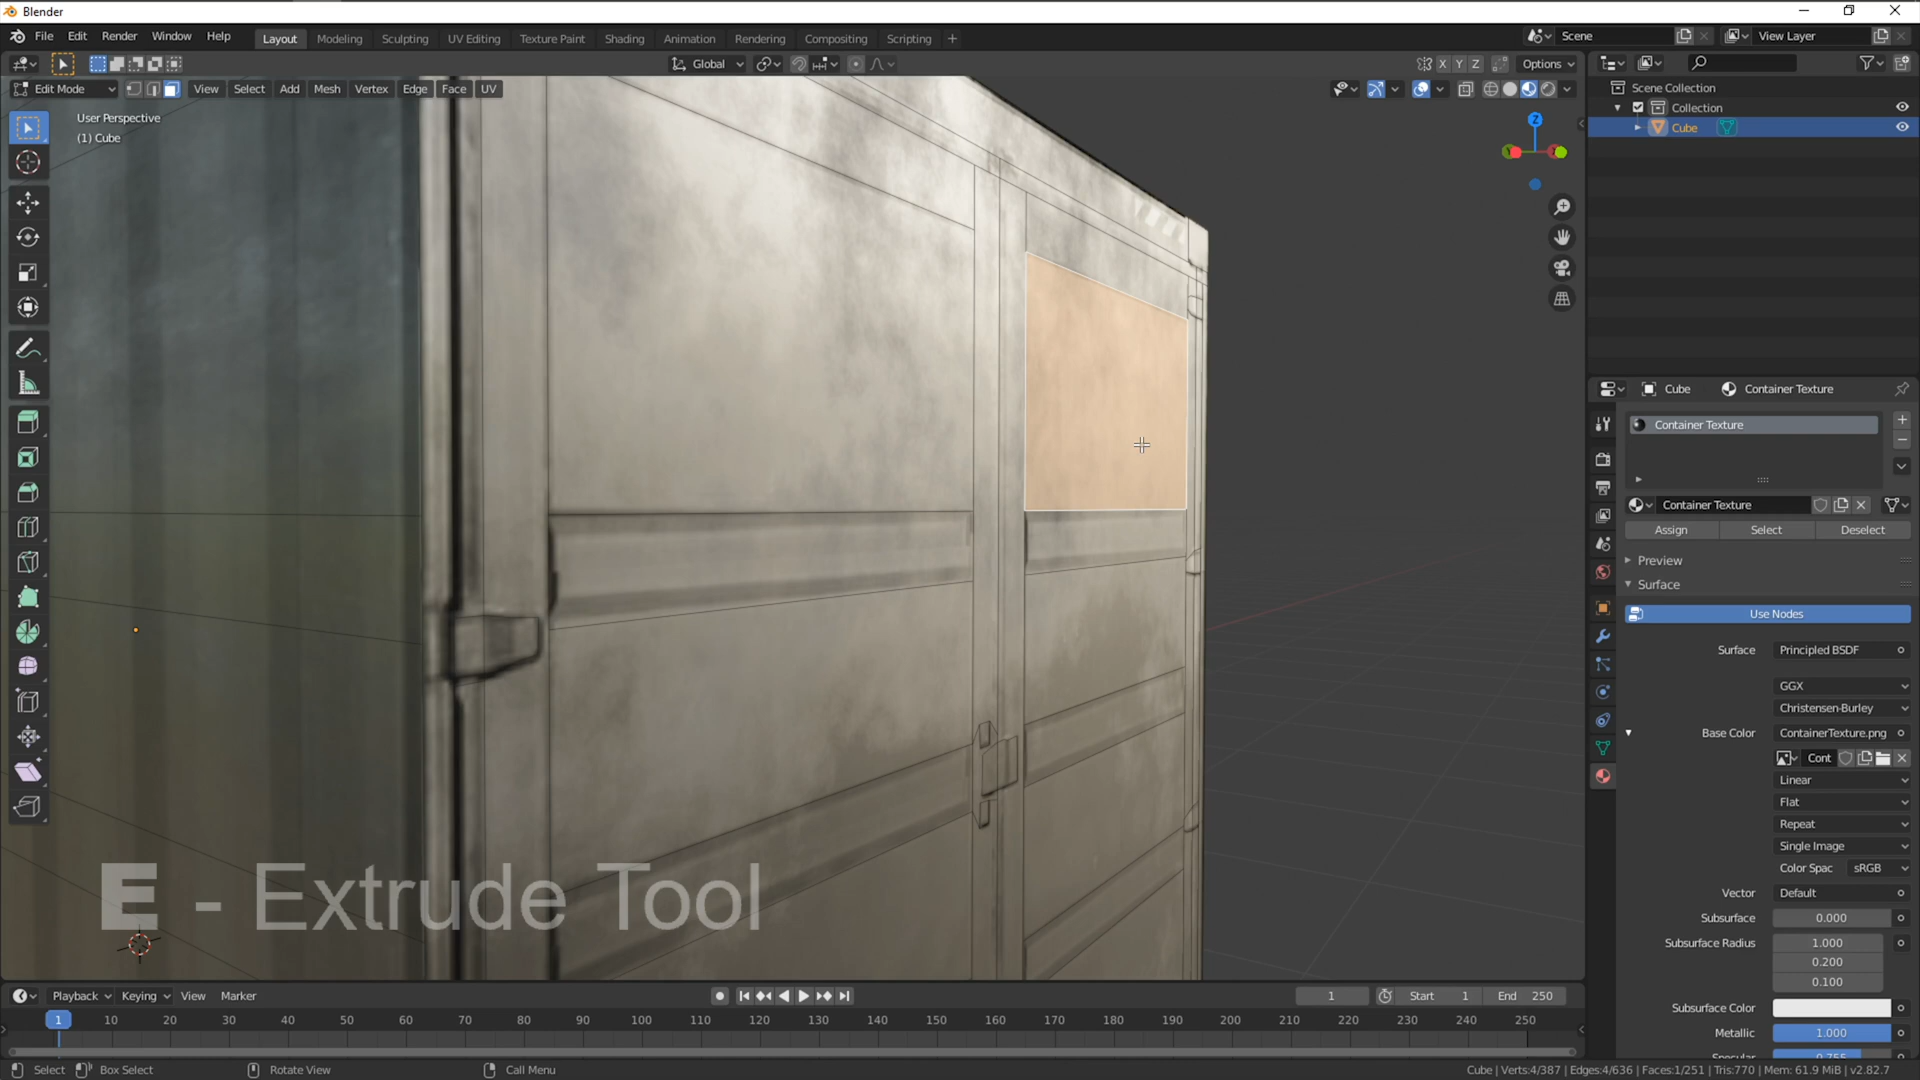 Blender
File Edit Render Window Help
Layout Modeling Sculpting UV Editing Texture Paint Shading Animation Rendering Compositing Scripting +
Scene
View Layer
Global
X Y Z
Options
Edit Mode
View Select Add Mesh Vertex Edge Face UV
User Perspective
(1) Cube
Z
Scene Collection
Collection
Cube
Cube
Container Texture
Container Texture
Container Texture
Assign
Select
Deselect
Preview
Surface
Use Nodes
Surface
Principled BSDF
GGX
Christensen-Burley
Base Color
ContainerTexture.png
Cont
Linear
Flat
Repeat
Single Image
Color Spac
sRGB
Vector
Default
Subsurface
0.000
Subsurface Radius
1.000
0.200
0.100
Subsurface Color
Metallic
1.000
Specular
0.755
E - Extrude Tool
Playback Keying View Marker
1
Start 1
End 250
1 10 20 30 40 50 60 70 80 90 100 110 120 130 140 150 160 170 180 190 200 210 220 230 240 250
Select
Box Select
Rotate View
Call Menu
Cube | Verts:4/387 | Edges:4/636 | Faces:1/251 | Tris:770 | Mem: 61.9 MiB | v2.82.7